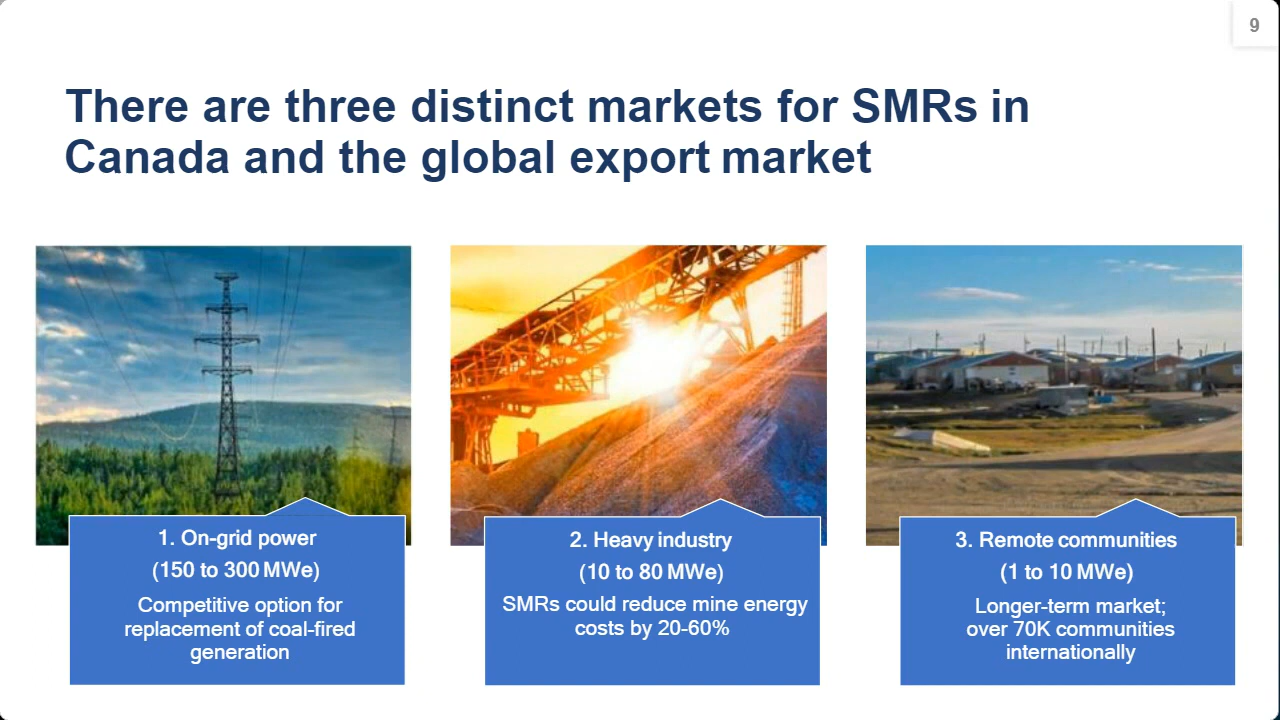 9
There are three distinct markets for SMRs in
Canada and the global export market
1. On-grid power
(150 to 300 MWe)
Competitive option for
replacement of coal-fired
generation
2. Heavy industry
(10 to 80 MWe)
SMRs could reduce mine energy
costs by 20-60%
3. Remote communities
(1 to 10 MWe)
Longer-term market;
over 70K communities
internationally